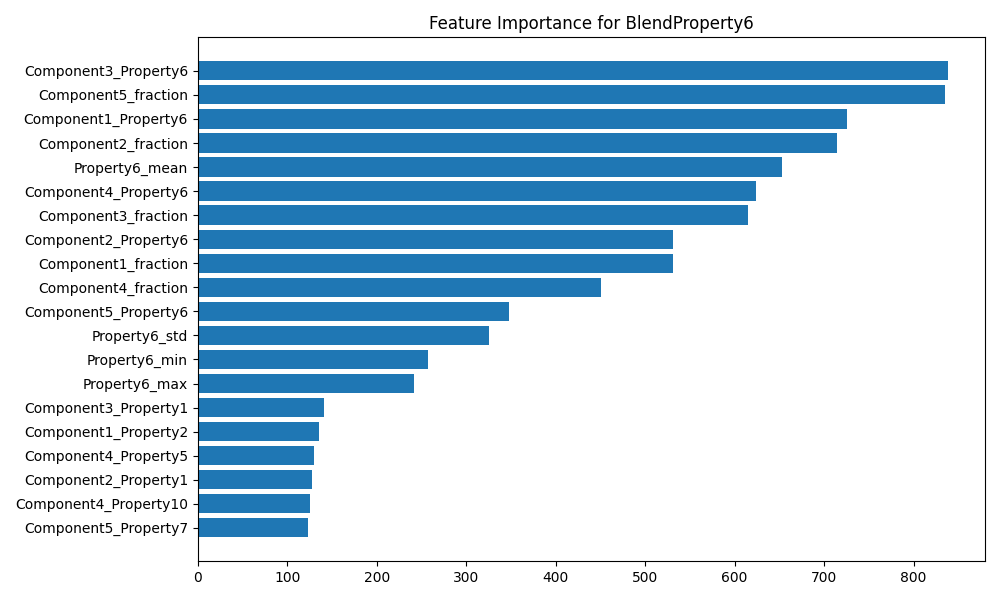 Feature Importance for BlendProperty6
Component3_Property6
Component5_fraction
Component1_Property6
Component2_fraction
Property6_mean
Component4_Property6
Component3_fraction
Component2_Property6
Component1_fraction
Component4_fraction
Component5_Property6
Property6_std
Property6_min
Property6_max
Component3_Property1
Component1_Property2
Component4_Property5
Component2_Property1
Component4_Property10
Component5_Property7
0 100 200 300 400 500 600 700 800